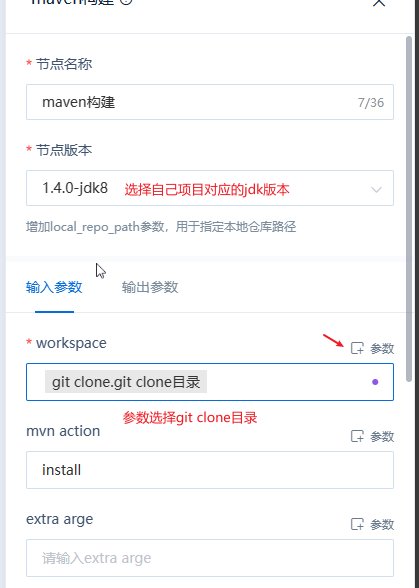 maven构建
* 节点名称
maven构建
7/36
* 节点版本
1.4.0-jdk8 选择自己项目对应的jdk版本
增加local_repo_path参数，用于指定本地仓库路径
输入参数 输出参数
* workspace
参数
git clone.git clone目录
参数选择git clone目录
mvn action
参数
install
extra arge
参数
请输入extra arge